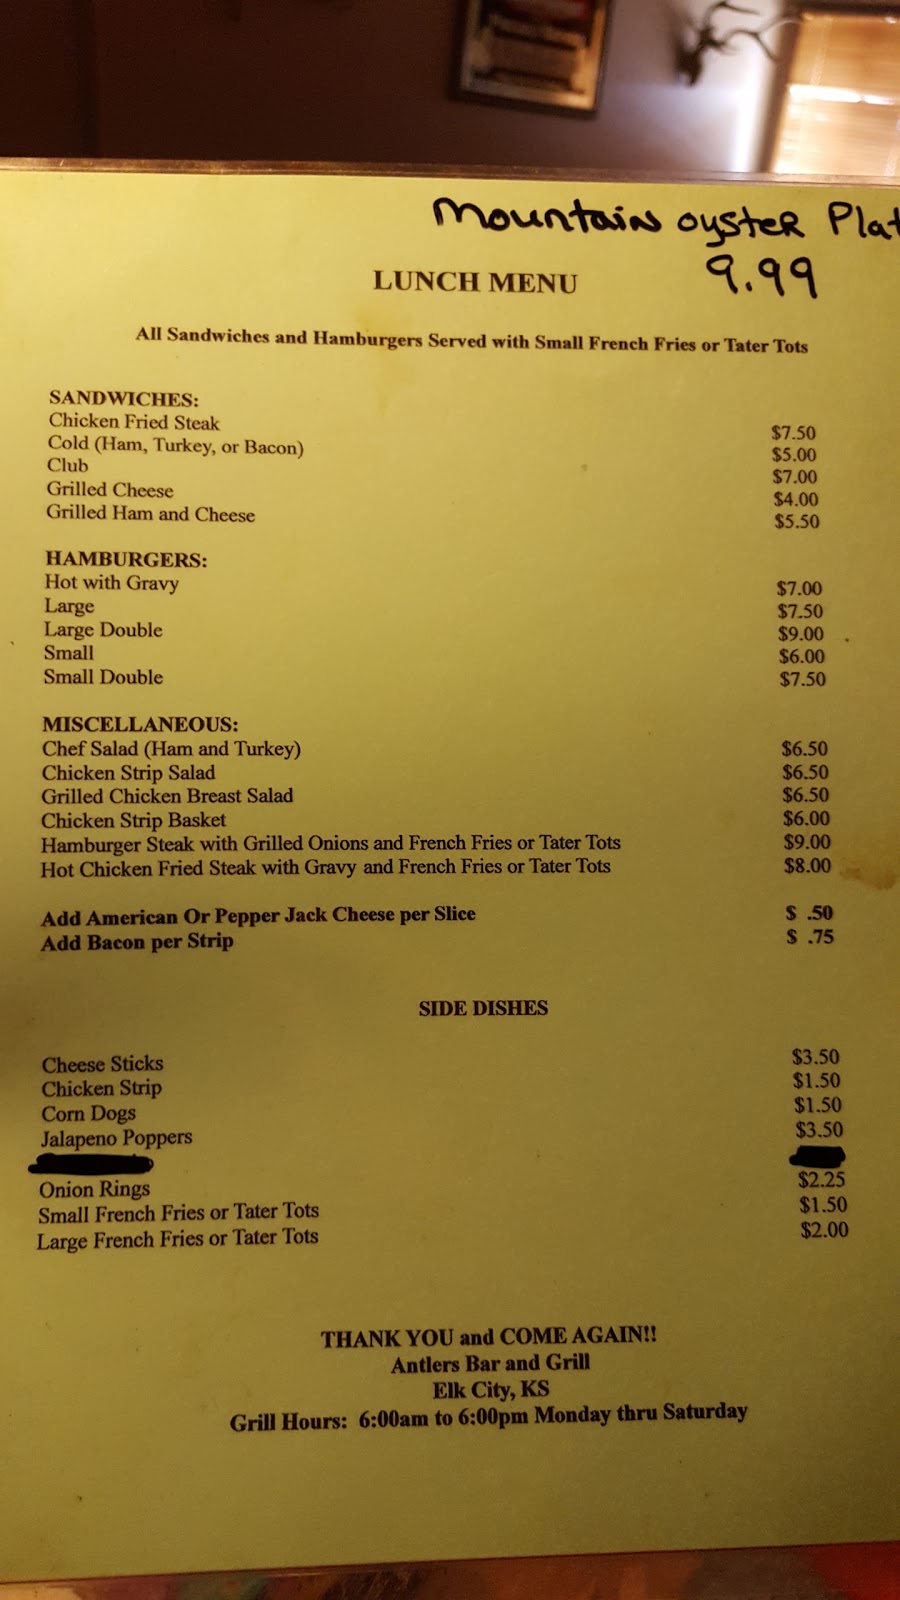 mountain oyster Plat
9.99
LUNCH MENU
All Sandwiches and Hamburgers Served with Small French Fries or Tater Tots
SANDWICHES:
Chicken Fried Steak $7.50
Cold (Ham, Turkey, or Bacon) $5.00
Club $7.00
Grilled Cheese $4.00
Grilled Ham and Cheese $5.50
HAMBURGERS:
Hot with Gravy $7.00
Large $7.50
Large Double $9.00
Small $6.00
Small Double $7.50
MISCELLANEOUS:
Chef Salad (Ham and Turkey) $6.50
Chicken Strip Salad $6.50
Grilled Chicken Breast Salad $6.50
Chicken Strip Basket $6.00
Hamburger Steak with Grilled Onions and French Fries or Tater Tots $9.00
Hot Chicken Fried Steak with Gravy and French Fries or Tater Tots $8.00
Add American Or Pepper Jack Cheese per Slice $ .50
Add Bacon per Strip $ .75
SIDE DISHES
Cheese Sticks $3.50
Chicken Strip $1.50
Corn Dogs $1.50
Jalapeno Poppers $3.50
Onion Rings $2.25
Small French Fries or Tater Tots $1.50
Large French Fries or Tater Tots $2.00
THANK YOU and COME AGAIN!!
Antlers Bar and Grill
Elk City, KS
Grill Hours: 6:00am to 6:00pm Monday thru Saturday